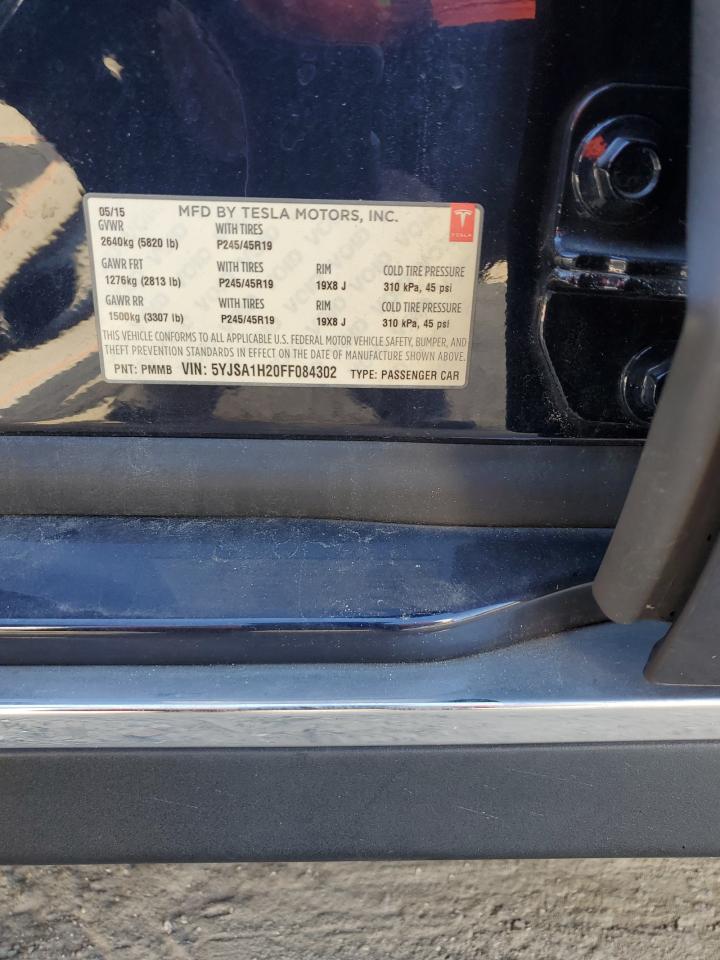 05/15 MFD BY TESLA MOTORS, INC.
GVWR WITH TIRES
2640kg (5820 lb) P245/45R19
TESLA
GAWR FRT WITH TIRES RIM COLD TIRE PRESSURE
1276kg (2813 lb) P245/45R19 19X8 J 310 kPa, 45 psi
GAWR RR WITH TIRES RIM COLD TIRE PRESSURE
1500kg (3307 lb) P245/45R19 19X8 J 310 kPa, 45 psi
THIS VEHICLE CONFORMS TO ALL APPLICABLE U.S. FEDERAL MOTOR VEHICLE SAFETY, BUMPER, AND
THEFT PREVENTION STANDARDS IN EFFECT ON THE DATE OF MANUFACTURE SHOWN ABOVE.
PNT: PMMB VIN: 5YJSA1H20FF084302 TYPE: PASSENGER CAR